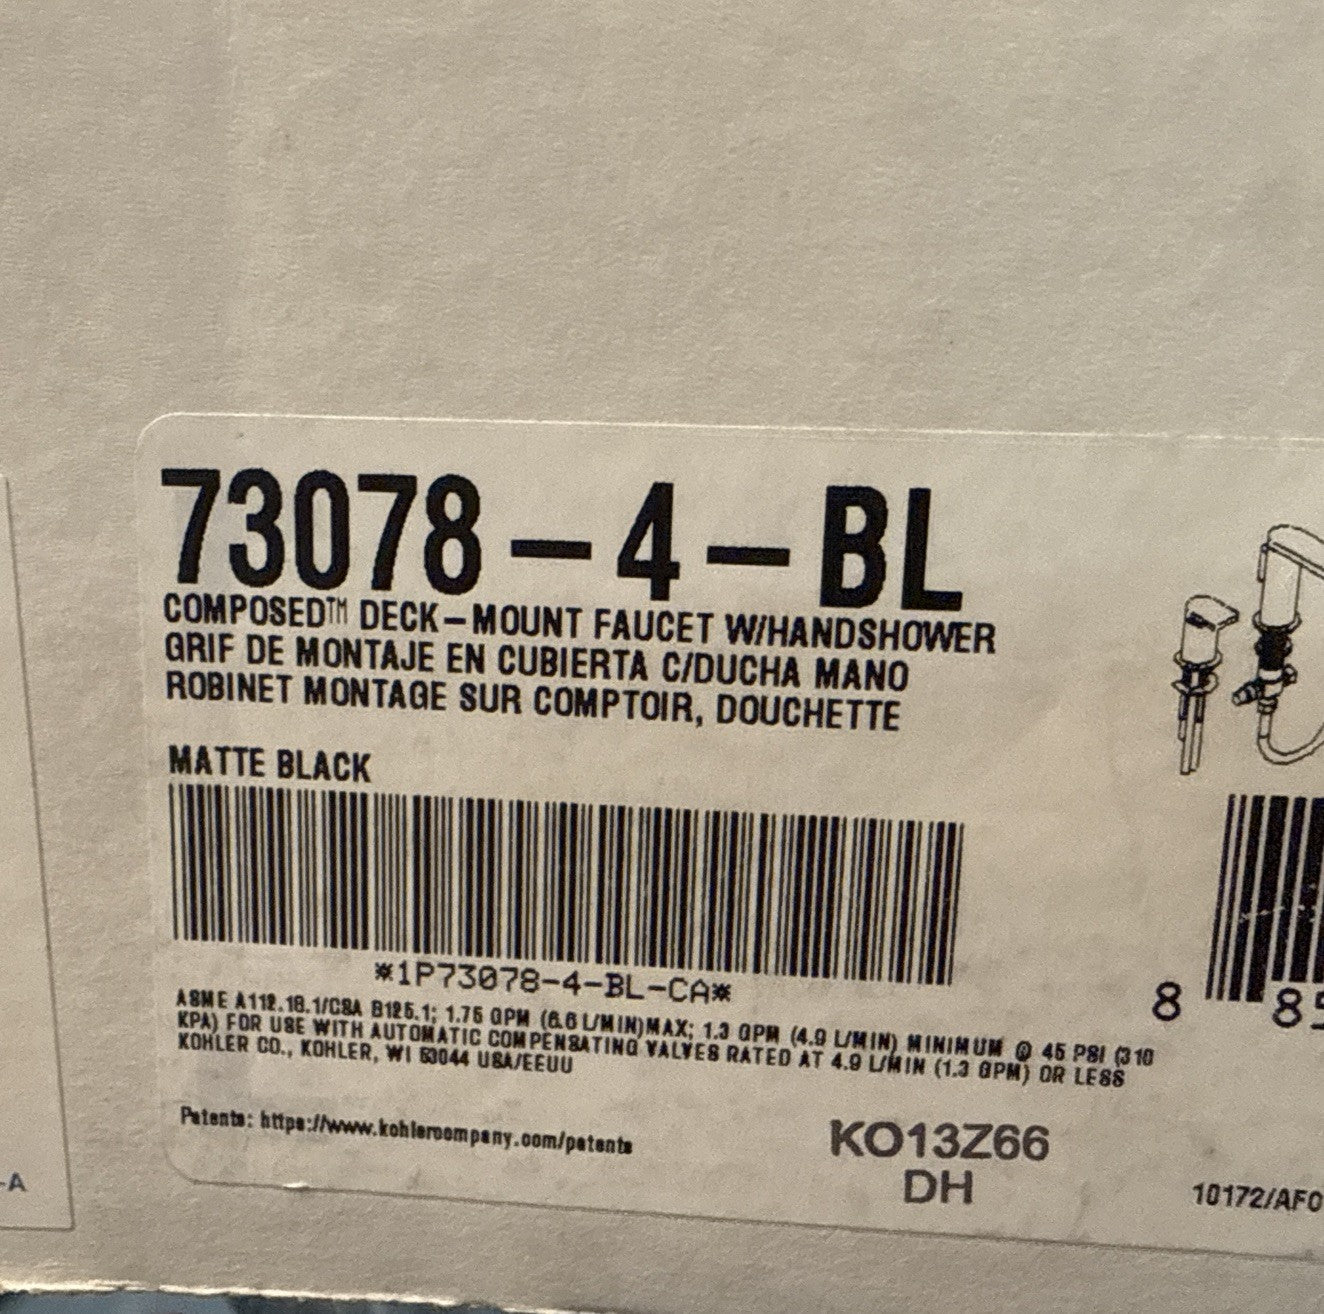 73078-4-BL
COMPOSED™ DECK-MOUNT FAUCET W/HANDSHOWER
GRIF DE MONTAJE EN CUBIERTA C/DUCHA MANO
ROBINET MONTAGE SUR COMPTOIR, DOUCHETTE
MATTE BLACK
*1P73078-4-BL-CA*
8 85
ASME A112.18.1/CSA B125.1; 1.75 GPM (6.6 L/MIN)MAX; 1.3 GPM (4.9 L/MIN) MINIMUM @ 45 PSI (310
KPA) FOR USE WITH AUTOMATIC COMPENSATING VALVES RATED AT 4.9 L/MIN (1.3 GPM) OR LESS
KOHLER CO., KOHLER, WI 53044 USA/EEUU
Patents: https://www.kohlercompany.com/patents
KO13Z66
DH
10172/AF0
-A